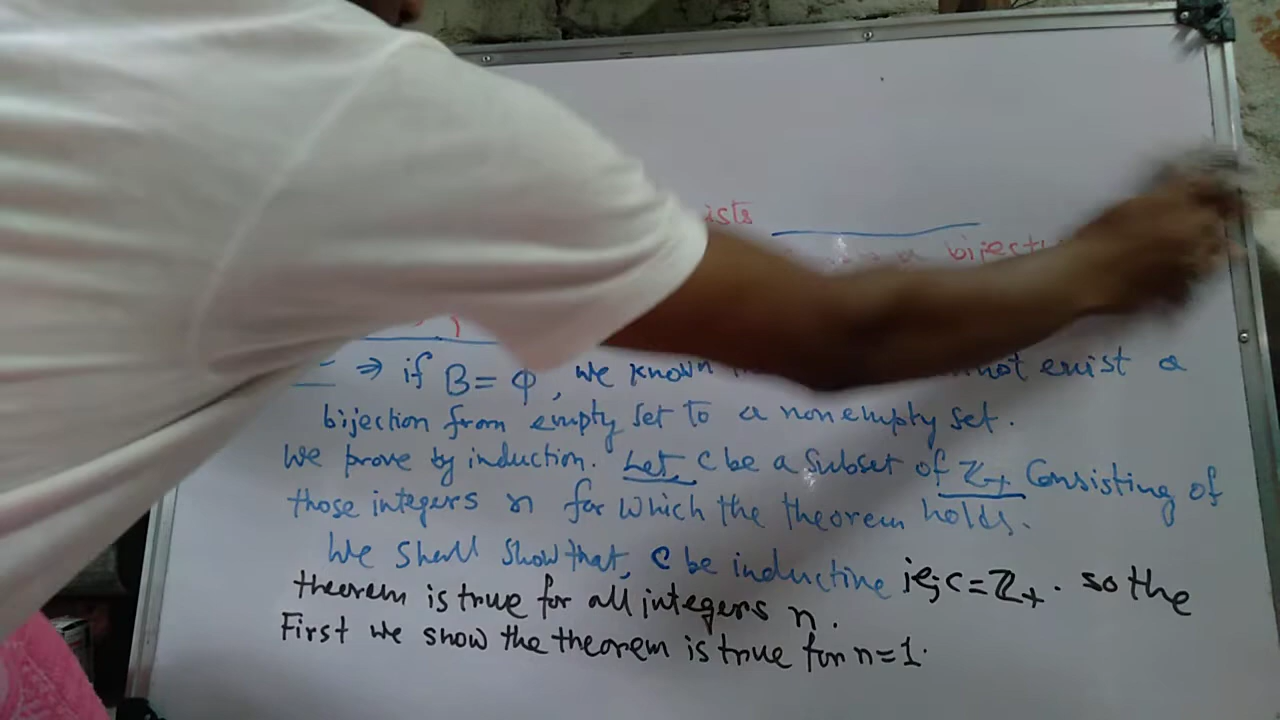 ists
a bijecti
⇒ if B = φ, we known not exist a
bijection from empty set to a nonempty set.
We prove by induction. Let, C be a subset of Z₊ Consisting of
those integers n for which the theorem holds.
We shall show that, C be inductive ie; C = Z₊. so the
theorem is true for all integers n.
First we show the theorem is true for n=1.